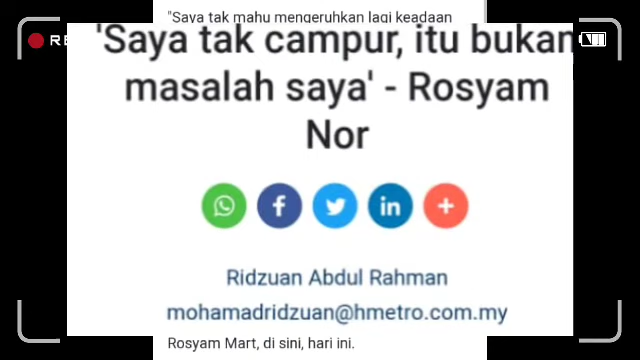 "Saya tak mahu mengeruhkan lagi keadaan
'Saya tak campur, itu bukan
masalah saya' - Rosyam
Nor
Ridzuan Abdul Rahman
mohamadridzuan@hmetro.com.my
Rosyam Mart, di sini, hari ini.